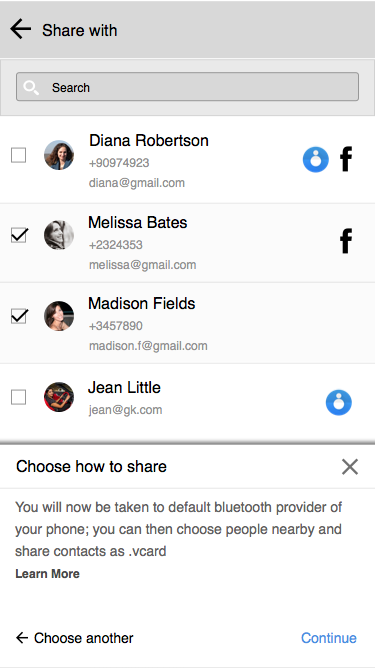 Share with
Search
Diana Robertson
+90974923
diana@gmail.com
Melissa Bates
+2324353
melissa@gmail.com
Madison Fields
+3457890
madison.f@gmail.com
Jean Little
jean@gk.com
Choose how to share
You will now be taken to default bluetooth provider of
your phone; you can then choose people nearby and
share contacts as .vcard
Learn More
Choose another
Continue